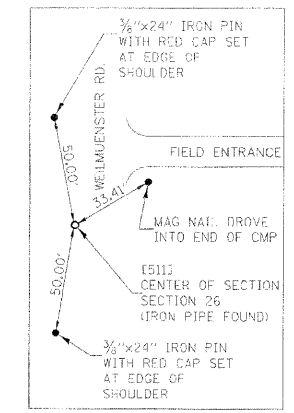 3/8"x24" IRON PIN
WITH RED CAP SET
AT EDGE OF
SHOULDER
WEILMUENSTER RD.
FIELD ENTRANCE
50.00'
33.41'
MAG NAIL DROVE
INTO END OF CMP
[511]
CENTER OF SECTION
SECTION 26
(IRON PIPE FOUND)
50.00'
3/8"x24" IRON PIN
WITH RED CAP SET
AT EDGE OF
SHOULDER